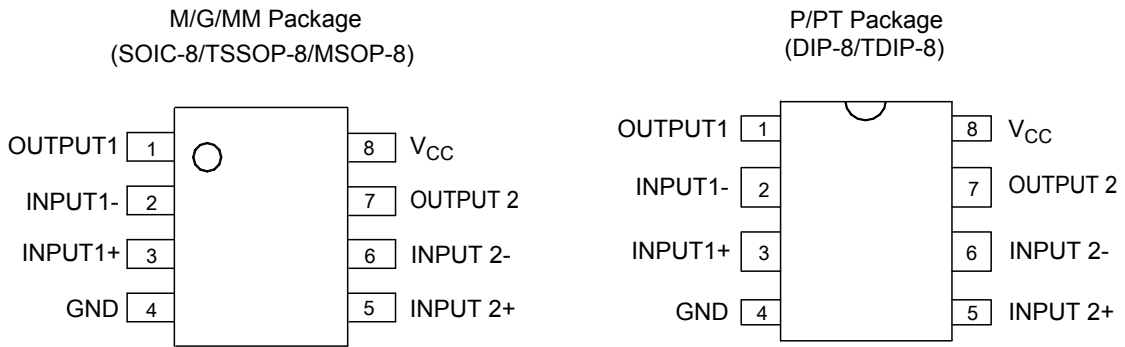 M/G/MM Package
(SOIC-8/TSSOP-8/MSOP-8)
OUTPUT1 1
INPUT1- 2
INPUT1+ 3
GND 4
8 VCC
7 OUTPUT 2
6 INPUT 2-
5 INPUT 2+
P/PT Package
(DIP-8/TDIP-8)
OUTPUT1 1
INPUT1- 2
INPUT1+ 3
GND 4
8 VCC
7 OUTPUT 2
6 INPUT 2-
5 INPUT 2+